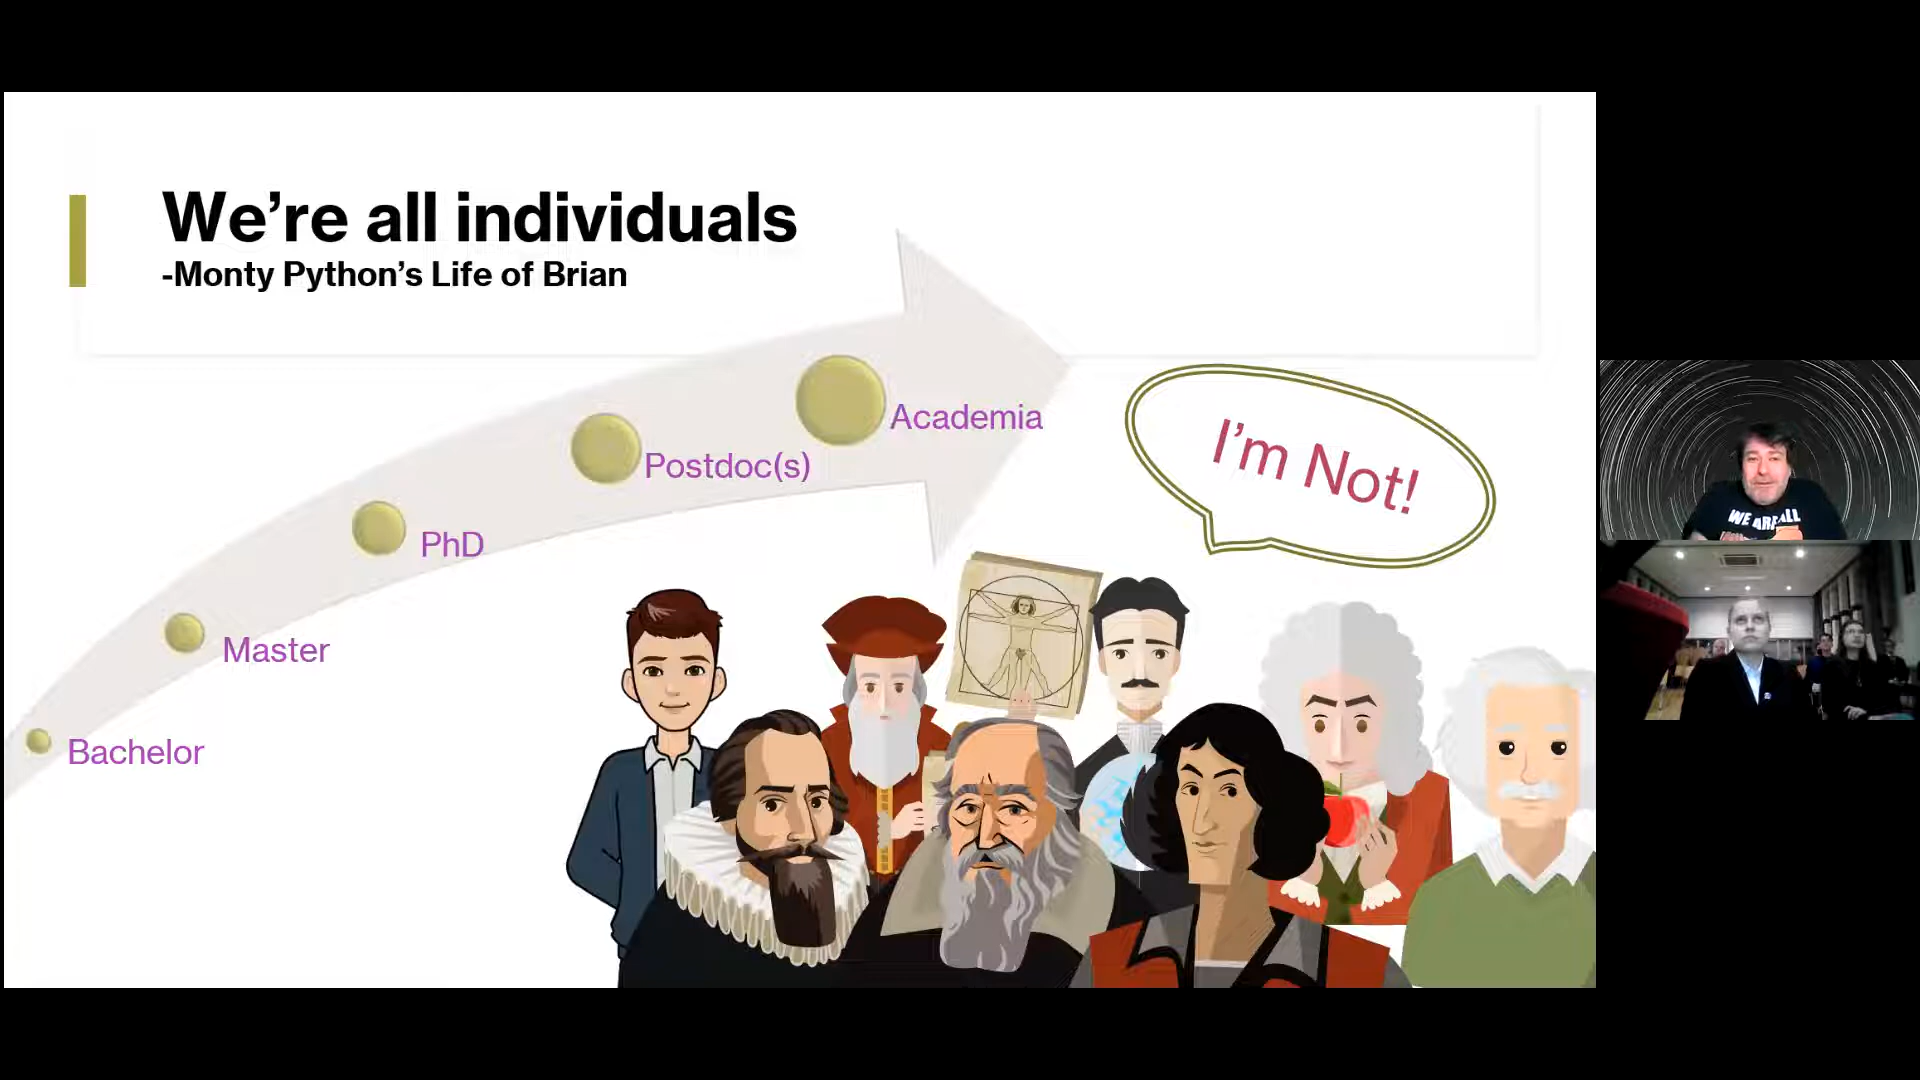 We're all individuals
-Monty Python's Life of Brian
Academia
I'm Not!
Postdoc(s)
PhD
Master
Bachelor
WE ARE ALL